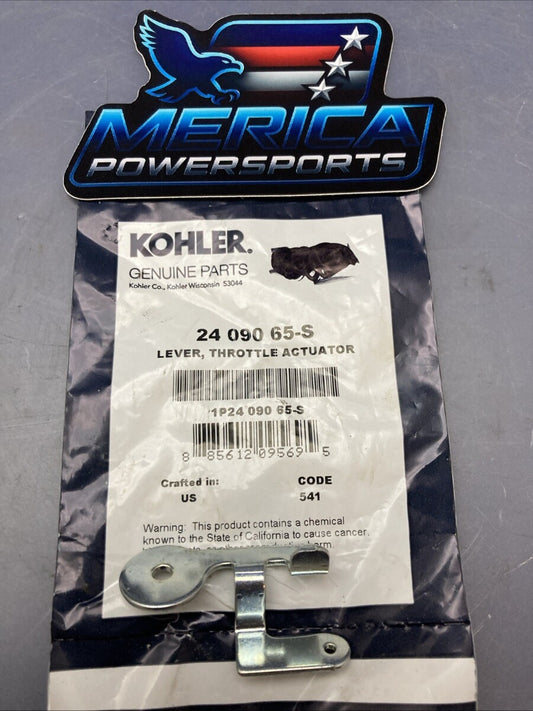 MERICA
POWERSPORTS
KOHLER.
GENUINE PARTS
Kohler Co., Kohler Wisconsin 53044
24 090 65-S
LEVER, THROTTLE ACTUATOR
1P24 090 65-S
8 85612 09569 5
Crafted in: CODE
US 541
Warning: This product contains a chemical
known to the State of California to cause cancer,
harm.